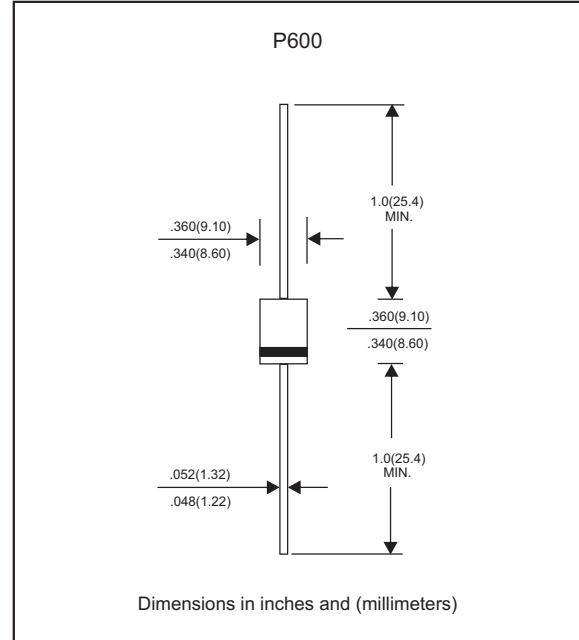 P600
1.0(25.4)
MIN.
.360(9.10)
.340(8.60)
.360(9.10)
.340(8.60)
1.0(25.4)
MIN.
.052(1.32)
.048(1.22)
Dimensions in inches and (millimeters)